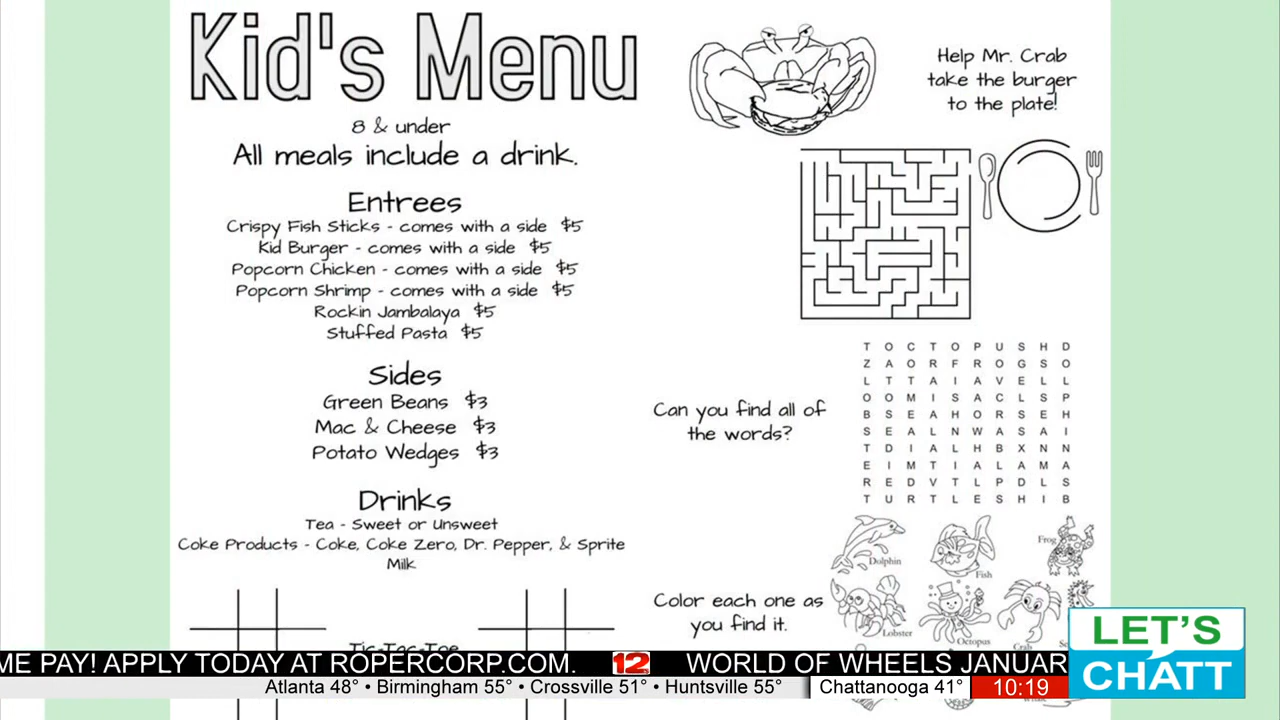 Kid's Menu
8 & under
All meals include a drink.
Entrees
Crispy Fish Sticks - comes with a side $5
Kid Burger - comes with a side $5
Popcorn Chicken - comes with a side $5
Popcorn Shrimp - comes with a side $5
Rockin Jambalaya $5
Stuffed Pasta $5
Sides
Green Beans $3
Mac & Cheese $3
Potato Wedges $3
Drinks
Tea - Sweet or Unsweet
Coke Products - Coke, Coke Zero, Dr. Pepper, & Sprite
Milk
Tic-Tac-Toe
Help Mr. Crab
take the burger
to the plate!
Can you find all of
the words?
T O C T O P U S H D
Z A O R F R O G S O
L T T A I A V E L L
O O M I S A C L S P
B S E A H O R S E H
S E A L N W A S A I
T D I A L H B X N N
E I M T I A L A M A
R E D V T L P D L S
T U R T L E S H I B
Color each one as
you find it.
Dolphin
Fish
Frog
Lobster
Octopus
Crab
ME PAY! APPLY TODAY AT ROPERCORP.COM. 12 WORLD OF WHEELS JANUAR
Atlanta 48° • Birmingham 55° • Crossville 51° • Huntsville 55° Chattanooga 41° 10:19
LET'S
CHATT